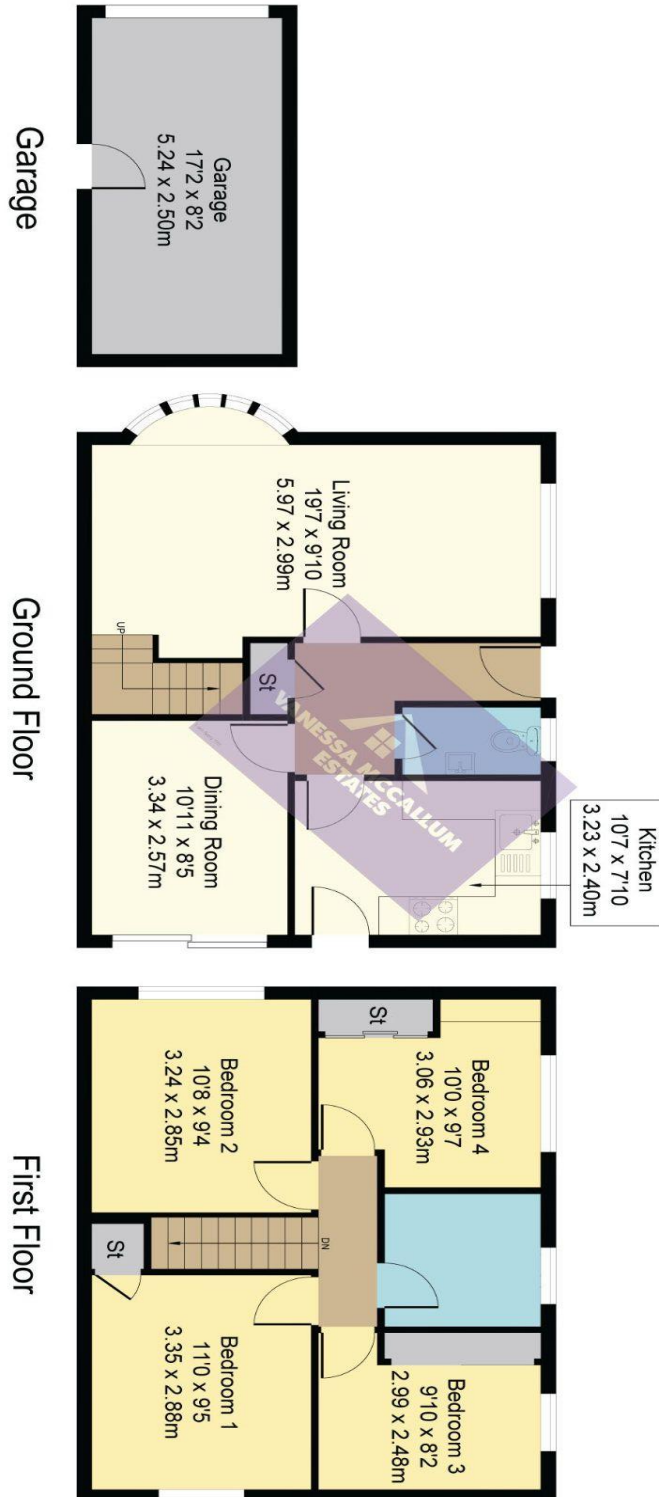 Garage
17'2 x 8'2
5.24 x 2.50m
Garage
Living Room
19'7 x 9'10
5.97 x 2.99m
UP
St
Kitchen
10'7 x 7'10
3.23 x 2.40m
Dining Room
10'11 x 8'5
3.34 x 2.57m
VANESSA MCCALLUM
ESTATES
Ground Floor
Bedroom 4
10'0 x 9'7
3.06 x 2.93m
St
Bedroom 2
10'8 x 9'4
3.24 x 2.85m
DN
St
Bedroom 3
9'10 x 8'2
2.99 x 2.48m
Bedroom 1
11'0 x 9'5
3.35 x 2.88m
First Floor